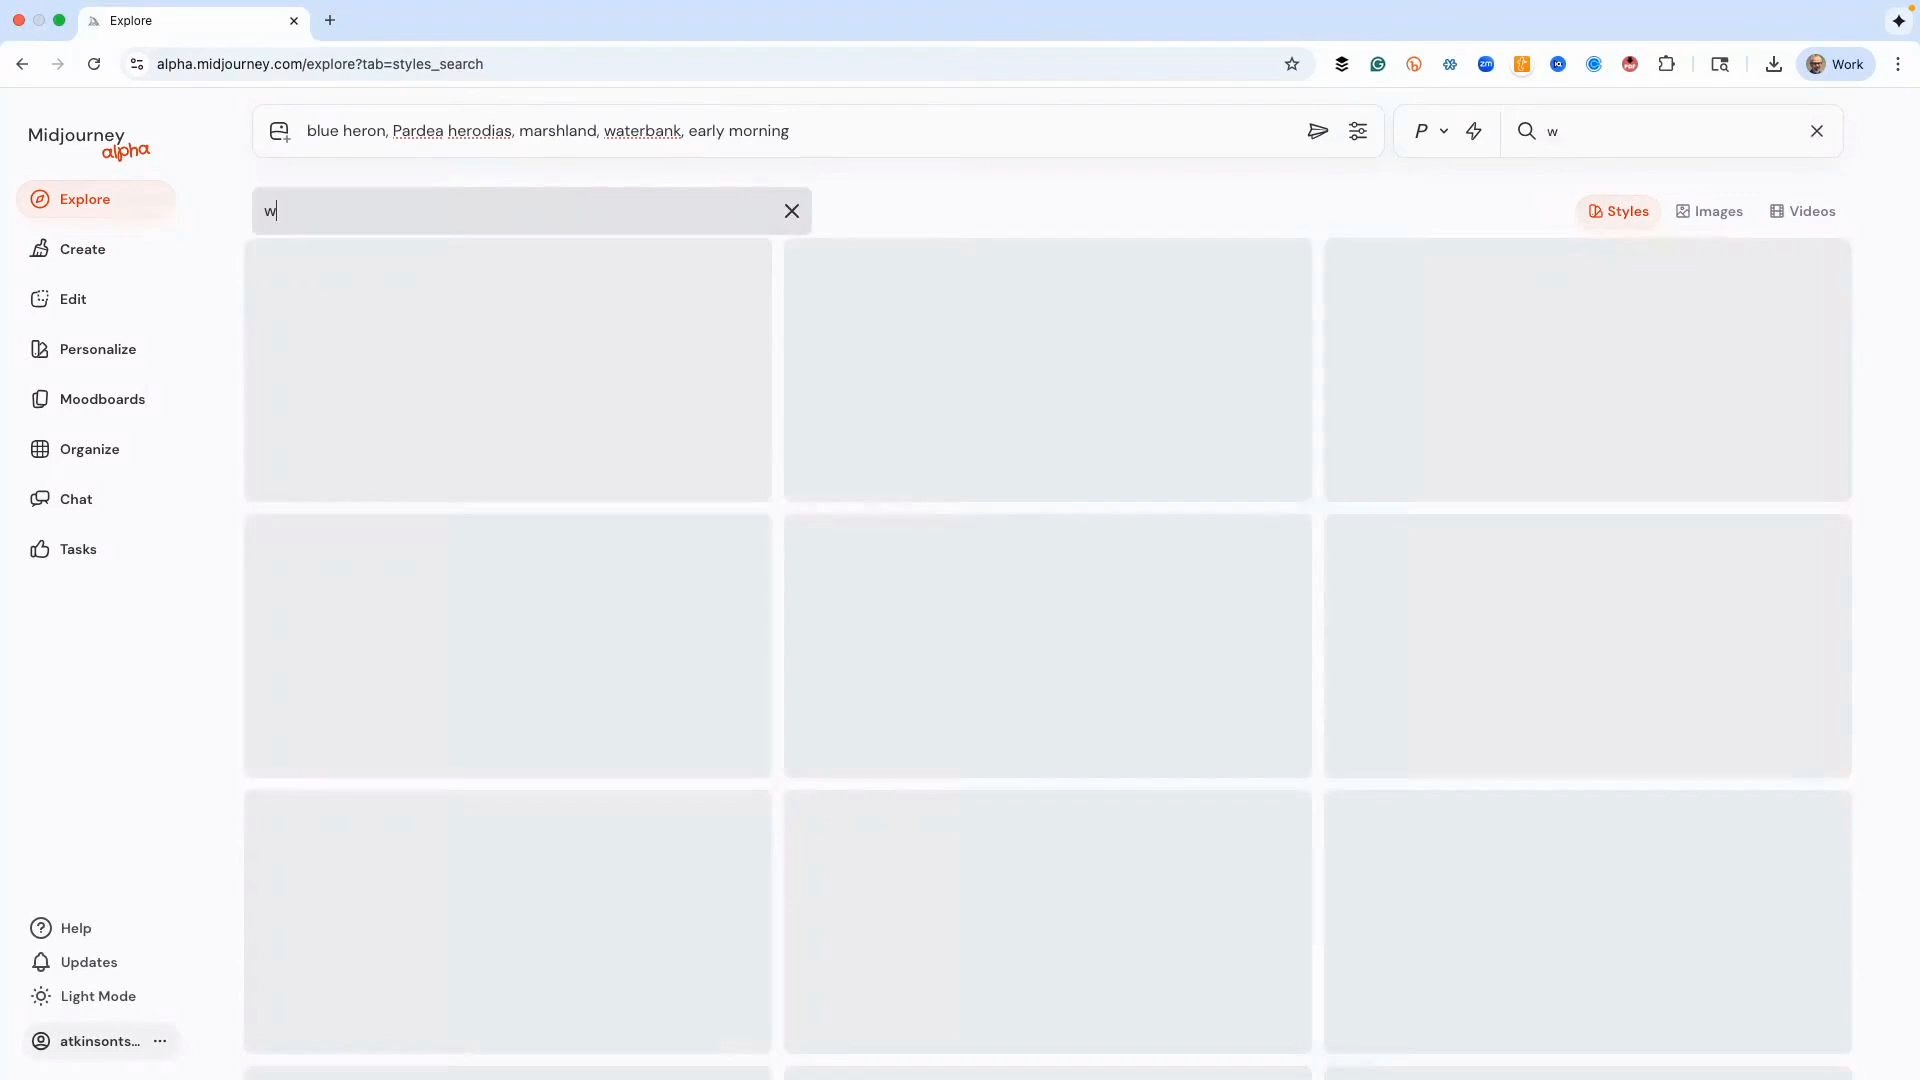 Explore
alpha.midjourney.com/explore?tab=styles_search
Work
Midjourney
alpha
blue heron, Pardea herodias, marshland, waterbank, early morning
P
w
w
Styles
Images
Videos
Explore
Create
Edit
Personalize
Moodboards
Organize
Chat
Tasks
Help
Updates
Light Mode
atkinsonts...